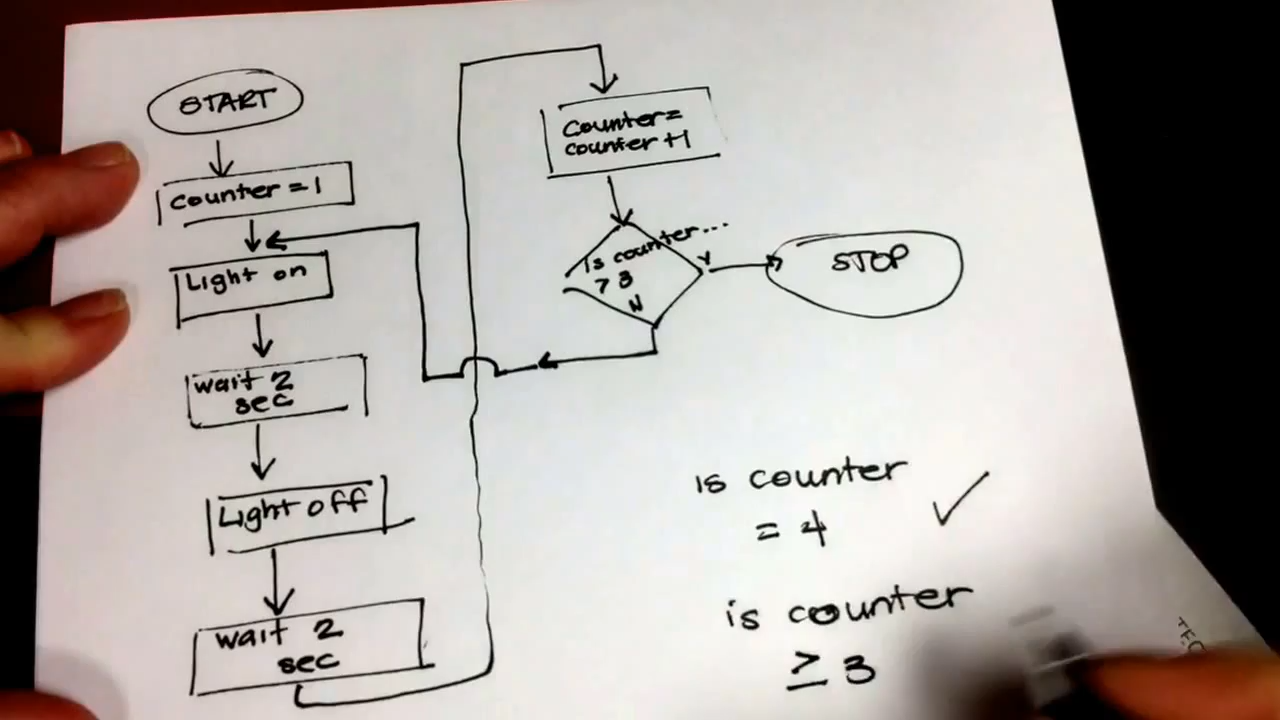 START
counter = 1
Light on
wait 2
sec
Light off
wait 2
sec
Counter=
counter +1
Is counter...
> 3
Y
N
STOP
is counter
= 4 ✓
is counter
≥ 3